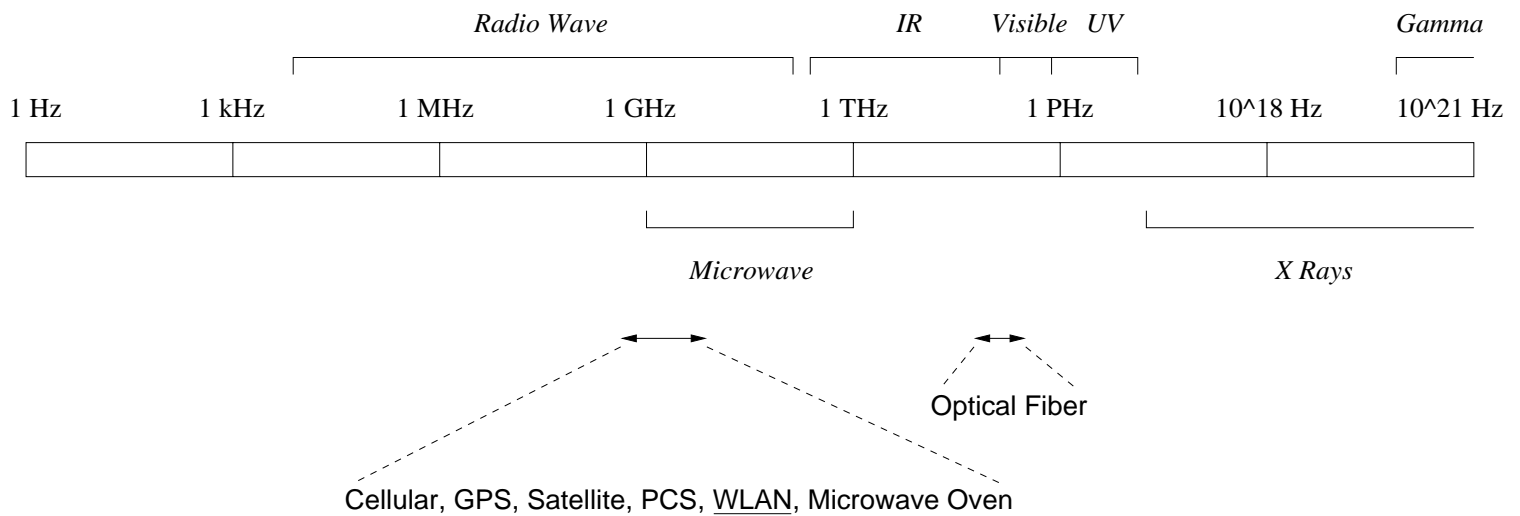 Radio Wave IR Visible UV Gamma
1 Hz 1 kHz 1 MHz 1 GHz 1 THz 1 PHz 10^18 Hz 10^21 Hz
Microwave X Rays
Optical Fiber
Cellular, GPS, Satellite, PCS, WLAN, Microwave Oven